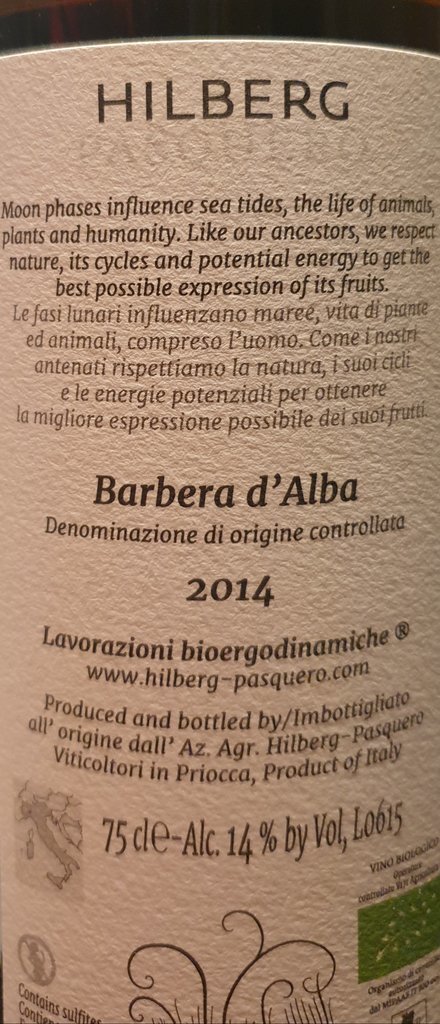 HILBERG
Moon phases influence sea tides, the life of animals,
plants and humanity. Like our ancestors, we respect
nature, its cycles and potential energy to get the
best possible expression of its fruits.
Le fasi lunari influenzano maree, vita di piante
ed animali, compreso l'uomo. Come i nostri
antenati rispettiamo la natura, i suoi cicli
e le energie potenziali per ottenere
la migliore espressione possibile dei suoi frutti.
Barbera d'Alba
Denominazione di origine controllata
2014
Lavorazioni bioergodinamiche ®
www.hilberg-pasquero.com
Produced and bottled by/Imbottigliato
all' origine dall' Az. Agr. Hilberg-Pasquero
Viticoltori in Priocca, Product of Italy
75 cl e-Alc. 14 % by Vol, L0615
VINO BIOLOGICO
Operatore
Contains sulfites
Organismo di